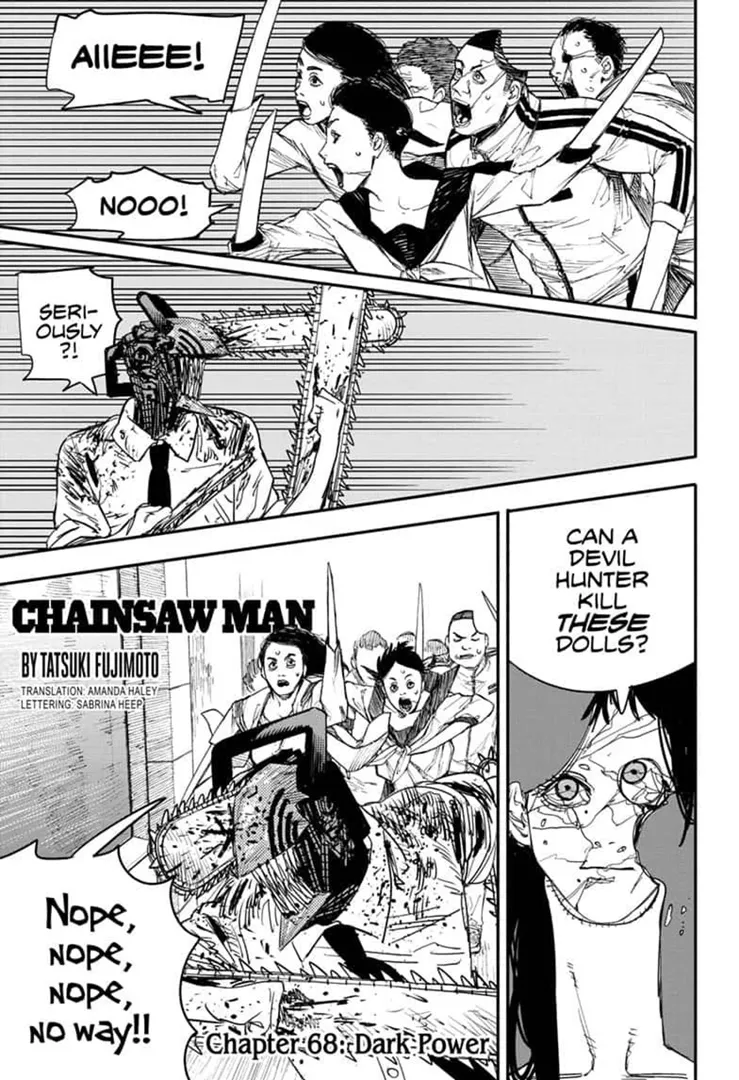 AIIEEE!
NOOO!
SERI-
OUSLY
?!
CAN A
DEVIL
HUNTER
KILL
THESE
DOLLS?
CHAINSAW MAN
BY TATSUKI FUJIMOTO
TRANSLATION: AMANDA HALEY
LETTERING: SABRINA HEEP
NOPE,
NOPE,
NOPE,
NO WAY!!
Chapter 68: Dark Power